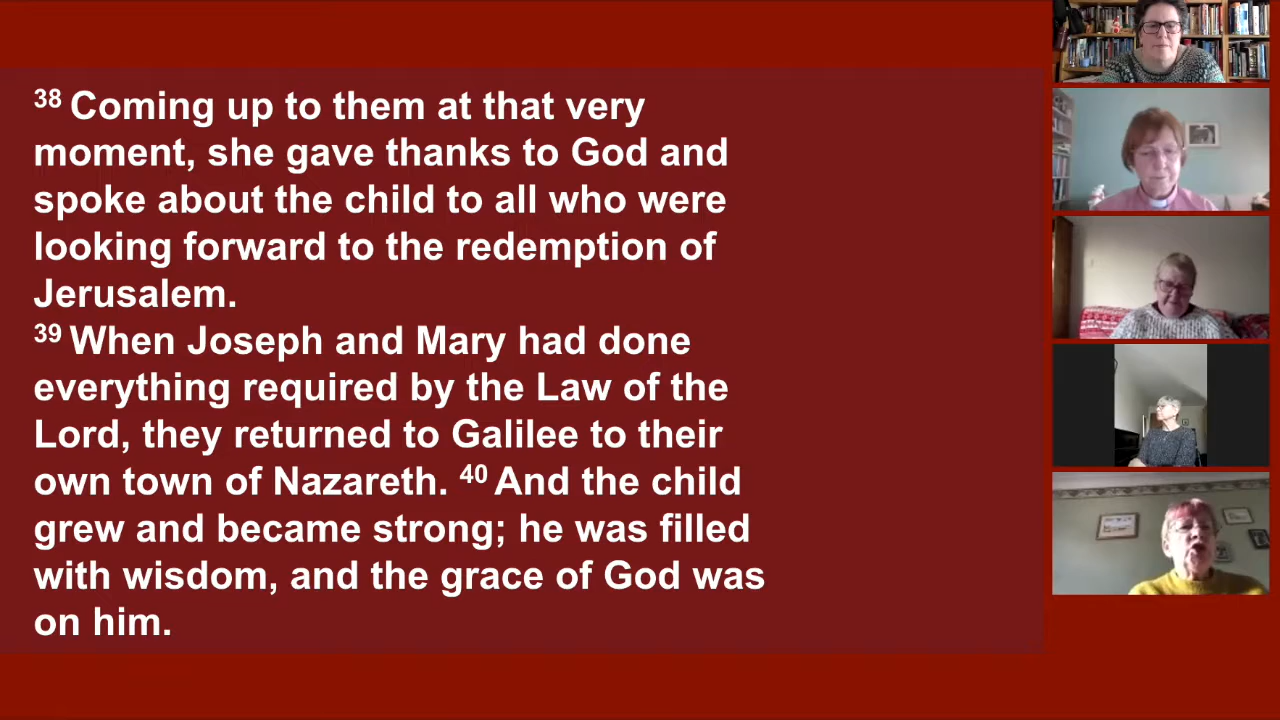 38 Coming up to them at that very
moment, she gave thanks to God and
spoke about the child to all who were
looking forward to the redemption of
Jerusalem.
39 When Joseph and Mary had done
everything required by the Law of the
Lord, they returned to Galilee to their
own town of Nazareth. 40 And the child
grew and became strong; he was filled
with wisdom, and the grace of God was
on him.